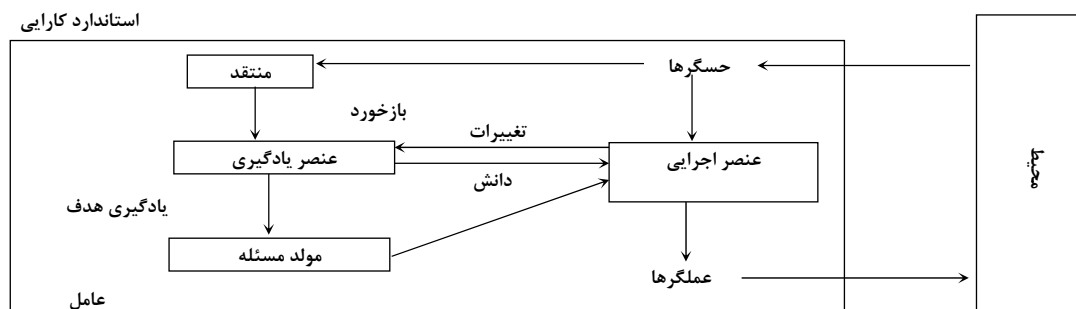 استاندارد کارایی
حسگرها
منتقد
بازخورد
تغییرات
عنصر اجرایی
عنصر یادگیری
دانش
محیط
یادگیری هدف
مولد مسئله
عملگرها
عامل